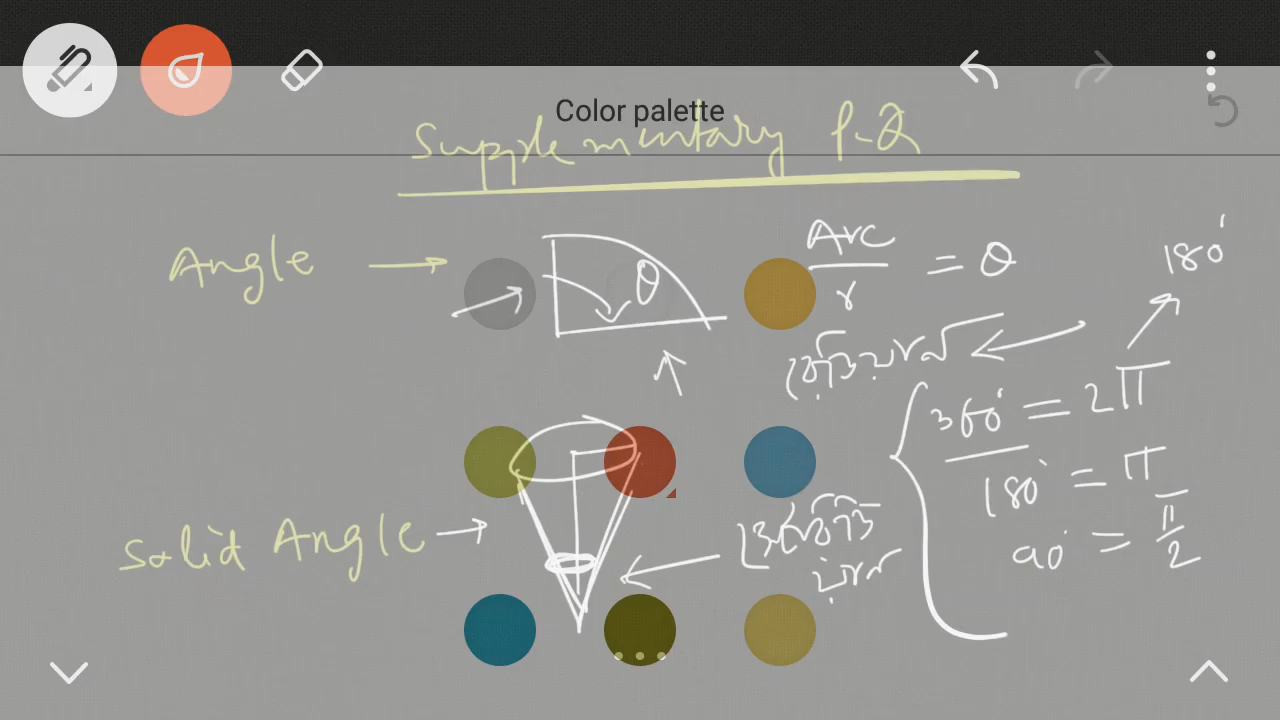 Color palette
Supplementary P-2
Angle →
θ
Arc
r
= θ
180°
360° = 2π
180° = π
90° = π/2
Solid Angle →